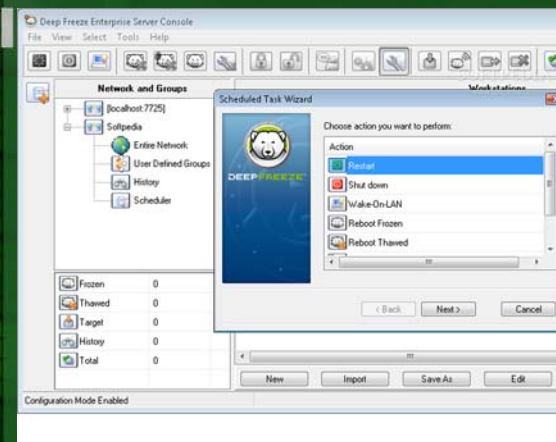 Deep Freeze Enterprise Server Console
File View Select Tools Help
Network and Groups
Workstations
[localhost:7725]
Softpedia
Entire Network
User Defined Groups
History
Scheduler
Scheduled Task Wizard
DEEPFREEZE
Choose action you want to perform:
Action
Restart
Shut down
Wake-On-LAN
Reboot Frozen
Reboot Thawed
< Back Next > Cancel
Frozen 0
Thawed 0
Target 0
History 0
Total 0
New Import Save As Edit
Configuration Mode Enabled